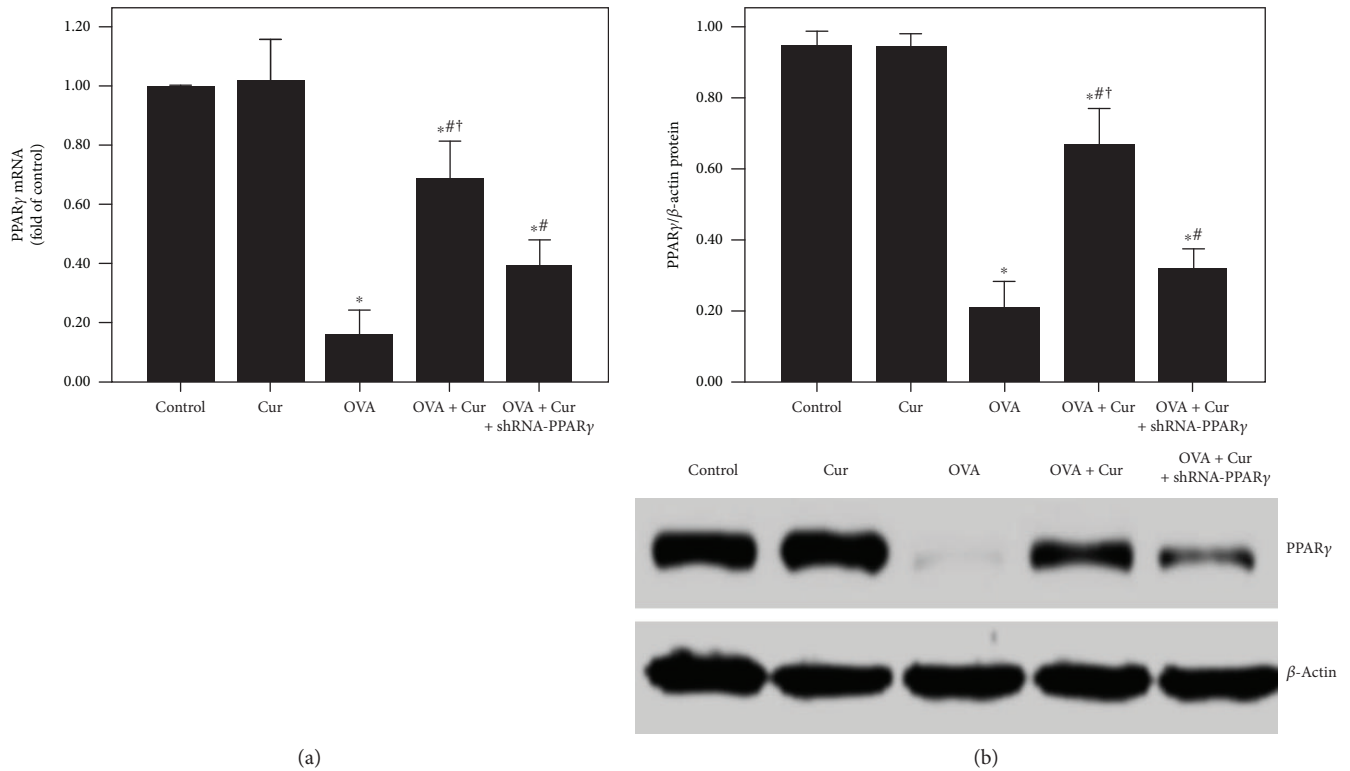 PPARγ mRNA
(fold of control)
1.20
1.00
0.80
0.60
0.40
0.20
0.00
*
*#†
*#
Control
Cur
OVA
OVA + Cur
OVA + Cur
+ shRNA-PPARγ
(a)
PPARγ/β-actin protein
1.00
0.80
0.60
0.40
0.20
0.00
*
*#†
*#
Control
Cur
OVA
OVA + Cur
OVA + Cur
+ shRNA-PPARγ
Control
Cur
OVA
OVA + Cur
OVA + Cur
+ shRNA-PPARγ
PPARγ
β-Actin
(b)